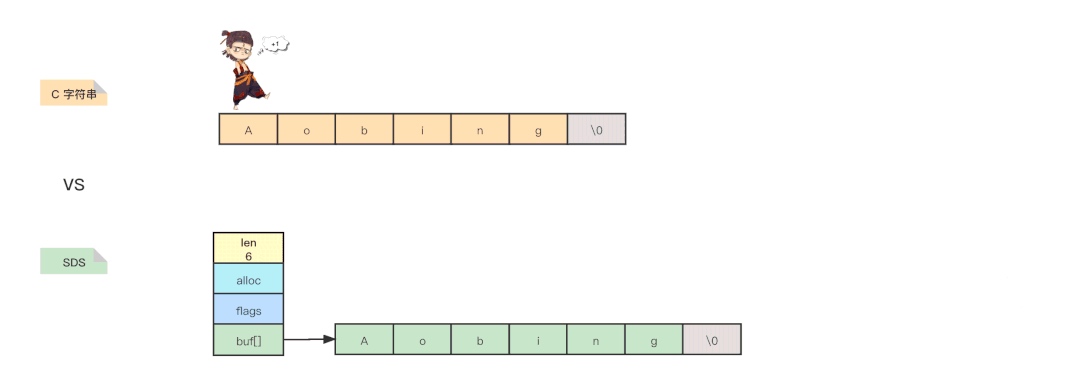 +1
C 字符串
A o b i n g \0
VS
len
6
SDS
alloc
flags
buf[]
A o b i n g \0